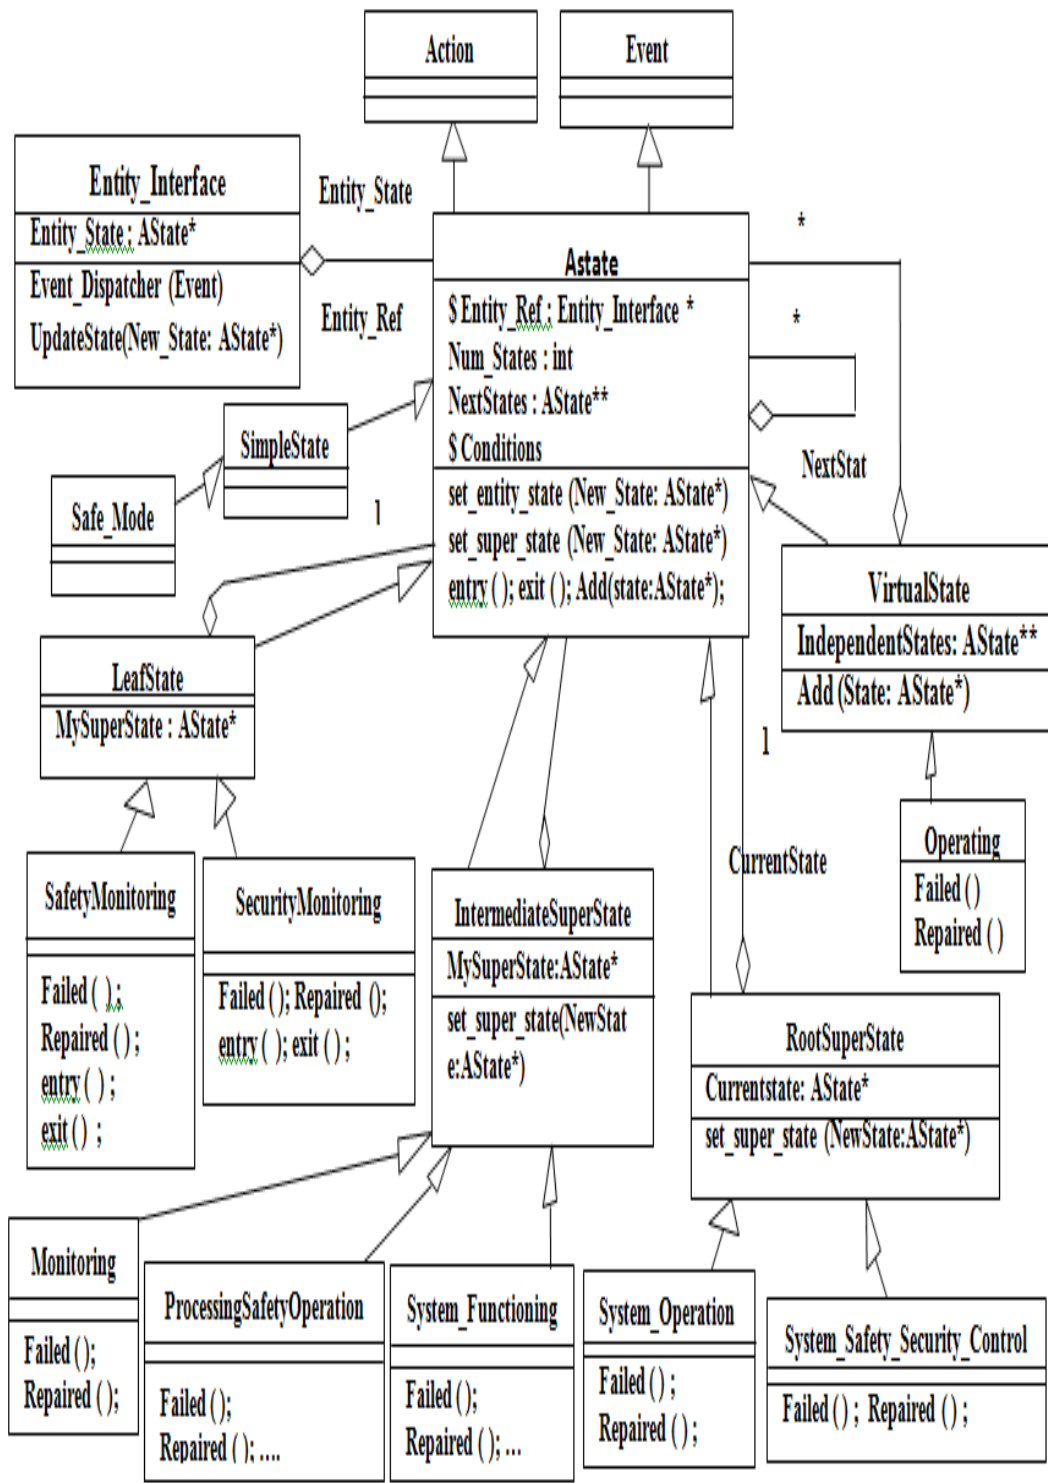 Action
Event
Entity_Interface
Entity_State : AState*
Event_Dispatcher (Event)
UpdateState(New_State: AState*)
Entity_State
Entity_Ref
Astate
$ Entity_Ref : Entity_Interface *
Num_States : int
NextStates : AState**
$ Conditions
set_entity_state (New_State: AState*)
set_super_state (New_State: AState*)
entry ( ); exit ( ); Add(state:AState*);
*
*
NextStat
SimpleState
Safe_Mode
1
VirtualState
IndependentStates: AState**
Add (State: AState*)
LeafState
MySuperState : AState*
1
CurrentState
Operating
Failed ( )
Repaired ( )
SafetyMonitoring
Failed ( ) ;
Repaired ( ) ;
entry ( ) ;
exit ( ) ;
SecurityMonitoring
Failed ( ); Repaired ();
entry ( ); exit ( ) ;
IntermediateSuperState
MySuperState:AState*
set_super_state(NewStat
e:AState*)
RootSuperState
Currentstate: AState*
set_super_state (NewState:AState*)
Monitoring
Failed ( );
Repaired ( );
ProcessingSafetyOperation
Failed ( );
Repaired ( ); ....
System_Functioning
Failed ( );
Repaired ( ); ...
System_Operation
Failed ( ) ;
Repaired ( ) ;
System_Safety_Security_Control
Failed ( ) ; Repaired ( ) ;